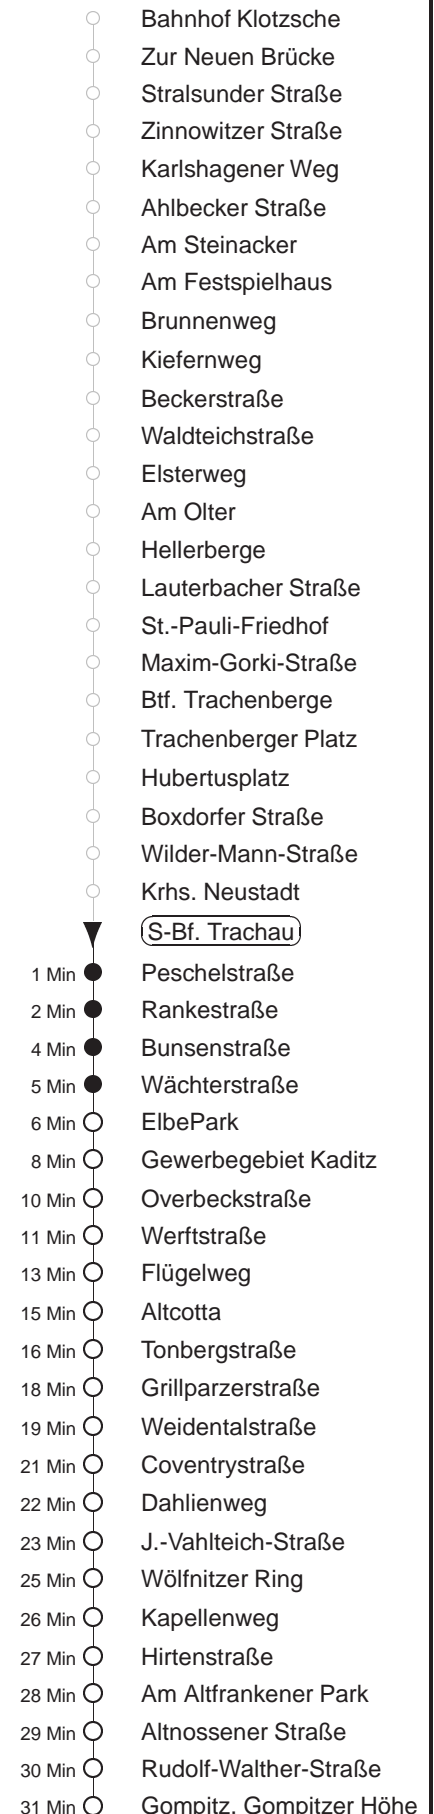 Bahnhof Klotzsche
Zur Neuen Brücke
Stralsunder Straße
Zinnowitzer Straße
Karlshagener Weg
Ahlbecker Straße
Am Steinacker
Am Festspielhaus
Brunnenweg
Kiefernweg
Beckerstraße
Waldteichstraße
Elsterweg
Am Olter
Hellerberge
Lauterbacher Straße
St.-Pauli-Friedhof
Maxim-Gorki-Straße
Btf. Trachenberge
Trachenberger Platz
Hubertusplatz
Boxdorfer Straße
Wilder-Mann-Straße
Krhs. Neustadt
S-Bf. Trachau
1 Min Peschelstraße
2 Min Rankestraße
4 Min Bunsenstraße
5 Min Wächterstraße
6 Min ElbePark
8 Min Gewerbegebiet Kaditz
10 Min Overbeckstraße
11 Min Werftstraße
13 Min Flügelweg
15 Min Altcotta
16 Min Tonbergstraße
18 Min Grillparzerstraße
19 Min Weidentalstraße
21 Min Coventrystraße
22 Min Dahlienweg
23 Min J.-Vahlteich-Straße
25 Min Wölfnitzer Ring
26 Min Kapellenweg
27 Min Hirtenstraße
28 Min Am Altfrankener Park
29 Min Altnossener Straße
30 Min Rudolf-Walther-Straße
31 Min Gompitz, Gompitzer Höhe